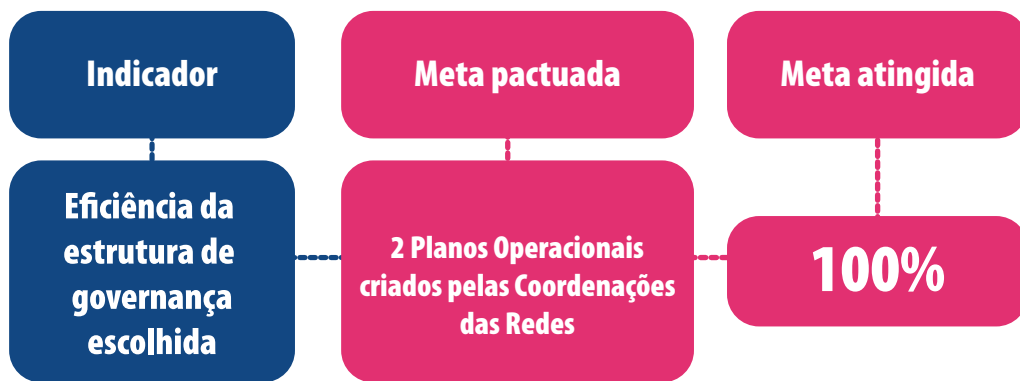 Indicador
Meta pactuada
Meta atingida
Eficiência da
estrutura de
governança
escolhida
2 Planos Operacionais
criados pelas Coordenações
das Redes
100%